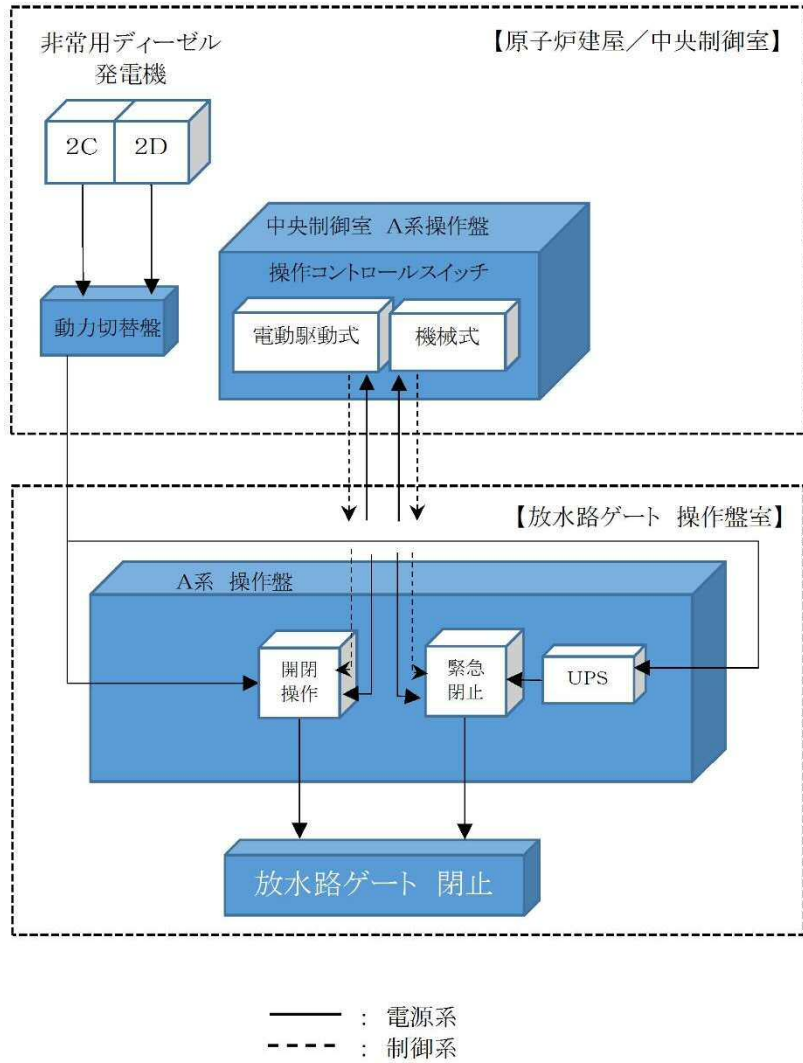 非常用ディーゼル
発電機
【原子炉建屋／中央制御室】
2C
2D
中央制御室 A系操作盤
操作コントロールスイッチ
電動駆動式
機械式
動力切替盤
【放水路ゲート 操作盤室】
A系 操作盤
開閉
操作
緊急
閉止
UPS
放水路ゲート 閉止
： 電源系
： 制御系